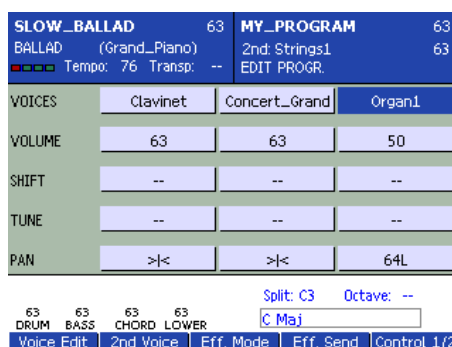 SLOW_BALLAD 63 MY_PROGRAM 63
BALLAD (Grand_Piano) 2nd: Strings1 63
Tempo: 76 Transp: -- EDIT PROGR.
VOICES Clavinet Concert_Grand Organ1
VOLUME 63 63 50
SHIFT -- -- --
TUNE -- -- --
PAN >|< >|< 64L
Split: C3 Octave: --
63 63 63 63
DRUM BASS CHORD LOWER C Maj
Voice Edit 2nd Voice Eff. Mode Eff. Send Control 1/2